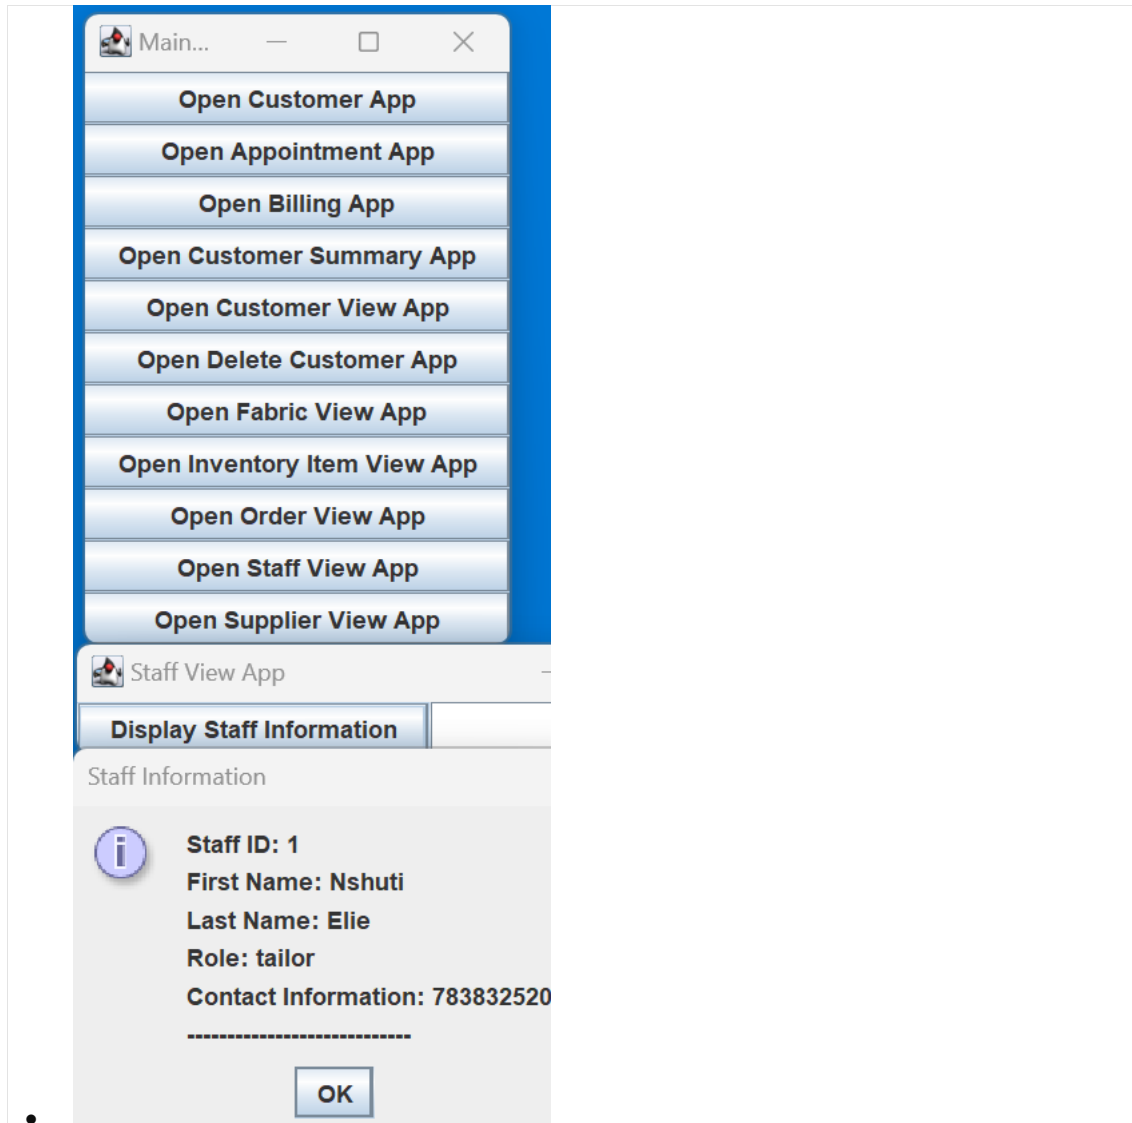 Main...
Open Customer App
Open Appointment App
Open Billing App
Open Customer Summary App
Open Customer View App
Open Delete Customer App
Open Fabric View App
Open Inventory Item View App
Open Order View App
Open Staff View App
Open Supplier View App
Staff View App
Display Staff Information
Staff Information
Staff ID: 1
First Name: Nshuti
Last Name: Elie
Role: tailor
Contact Information: 783832520
----------------------------
OK